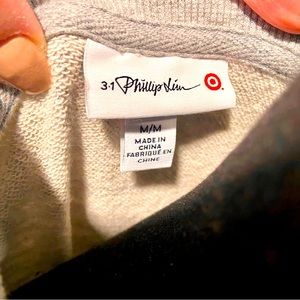 3.1 Phillip Lim
M/M
MADE IN
CHINA
FABRIQUÉ EN
CHINE